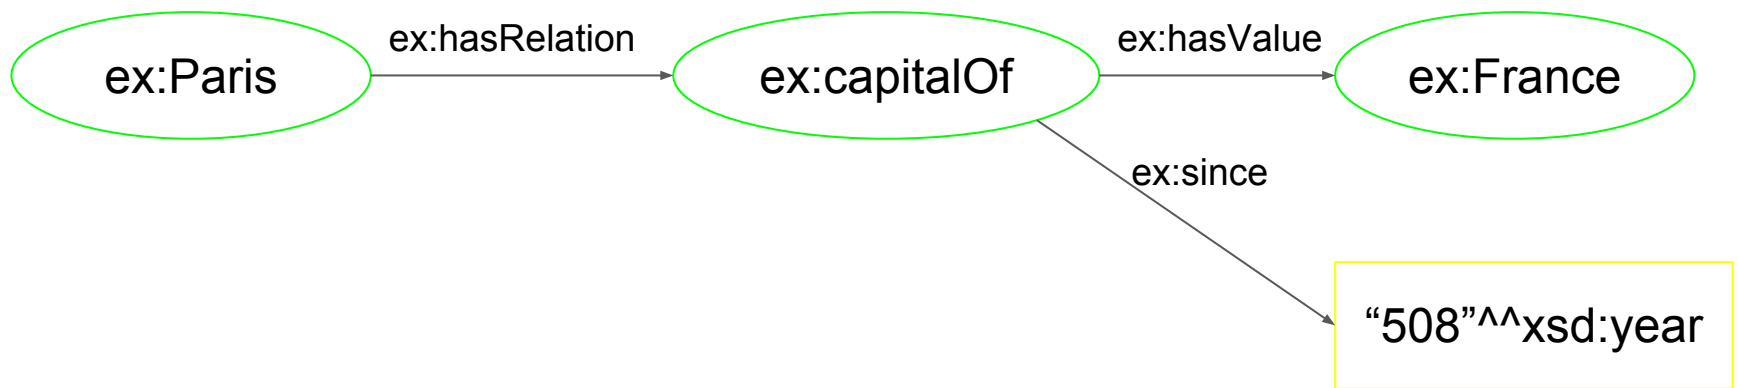 ex:hasRelation
ex:hasValue
ex:Paris
ex:capitalOf
ex:France
ex:since
“508”^^xsd:year